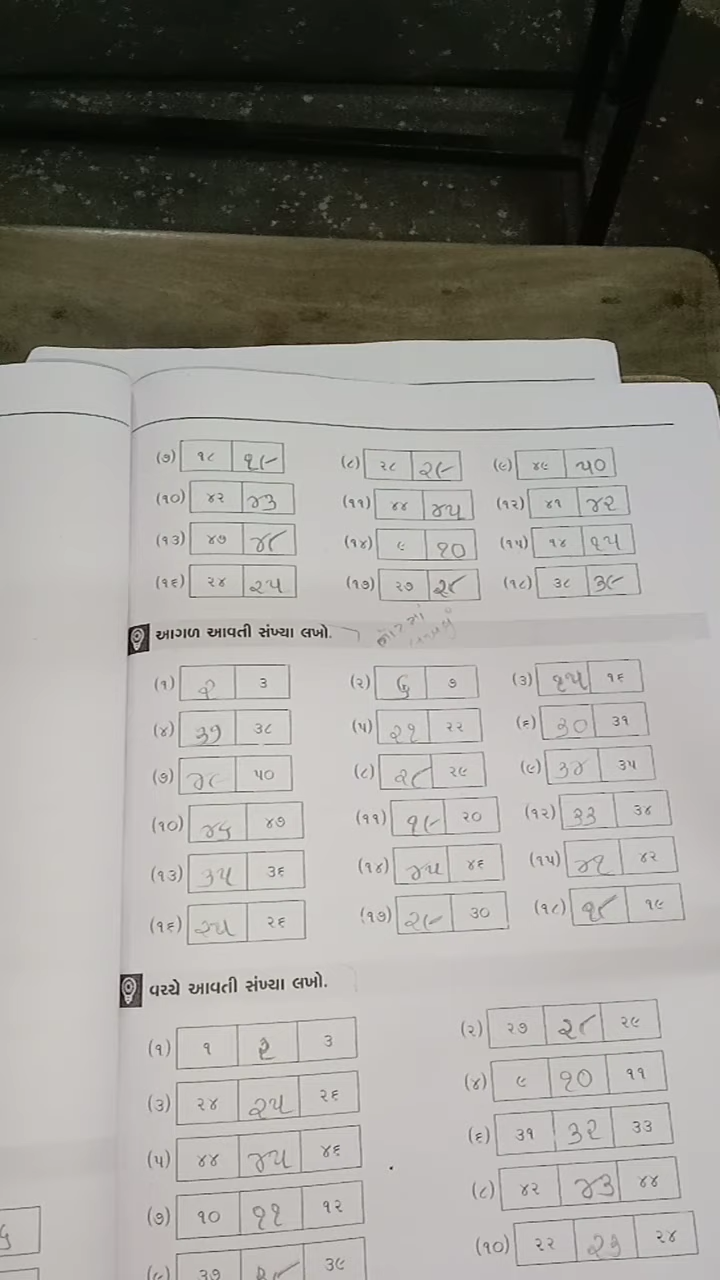 (૭) ૧૮ ૧૯ (૮) ૨૮ ૨૯ (૯) ૪૯ ૫૦
(૧૦) ૪૨ ૪૩ (૧૧) ૪૪ ૪૫ (૧૨) ૪૧ ૪૨
(૧૩) ૪૭ ૪૮ (૧૪) ૯ ૧૦ (૧૫) ૧૪ ૧૫
(૧૬) ૨૪ ૨૫ (૧૭) ૨૭ ૨૮ (૧૮) ૩૮ ૩૯
આગળ આવતી સંખ્યા લખો.
(૧) ૨ ૩ (૨) ૬ ૭ (૩) ૧૫ ૧૬
(૪) ૩૭ ૩૮ (૫) ૨૧ ૨૨ (૬) ૩૦ ૩૧
(૭) ૪૯ ૫૦ (૮) ૨૮ ૨૯ (૯) ૩૪ ૩૫
(૧૦) ૪૬ ૪૭ (૧૧) ૧૯ ૨૦ (૧૨) ૩૩ ૩૪
(૧૩) ૩૫ ૩૬ (૧૪) ૪૫ ૪૬ (૧૫) ૪૧ ૪૨
(૧૬) ૨૫ ૨૬ (૧૭) ૨૯ ૩૦ (૧૮) ૧૮ ૧૯
વચ્ચે આવતી સંખ્યા લખો.
(૧) ૧ ૨ ૩ (૨) ૨૭ ૨૮ ૨૯
(૩) ૨૪ ૨૫ ૨૬ (૪) ૯ ૧૦ ૧૧
(૫) ૪૪ ૪૫ ૪૬ (૬) ૩૧ ૩૨ ૩૩
(૭) ૧૦ ૧૧ ૧૨ (૮) ૪૨ ૪૩ ૪૪
(૯) ૩૭ ૩૮ ૩૯ (૧૦) ૨૨ ૨૩ ૨૪